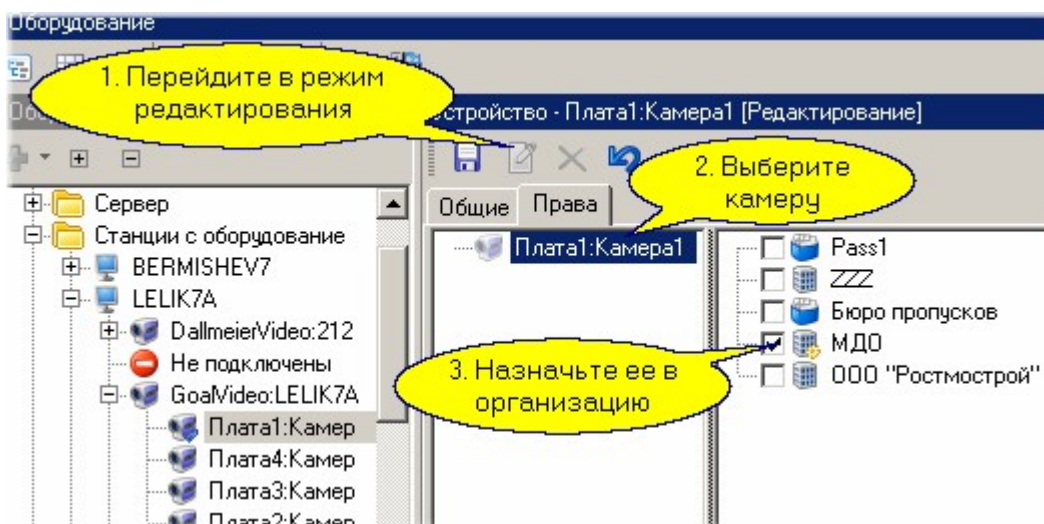 Оборудование
1. Перейдите в режим
редактирования
Устройство - Плата1:Камера1 [Редактирование]
2. Выберите
камеру
Общие
Права
Сервер
Станции с оборудование
BERMISHEV7
LELIK7A
DallmeierVideo:212
Не подключены
GoalVideo:LELIK7A
Плата1:Камер
Плата4:Камер
Плата3:Камер
Плата2:Камер
Плата1:Камера1
Pass1
ZZZ
Бюро пропусков
МДО
ООО "Ростмострой"
3. Назначьте ее в
организацию